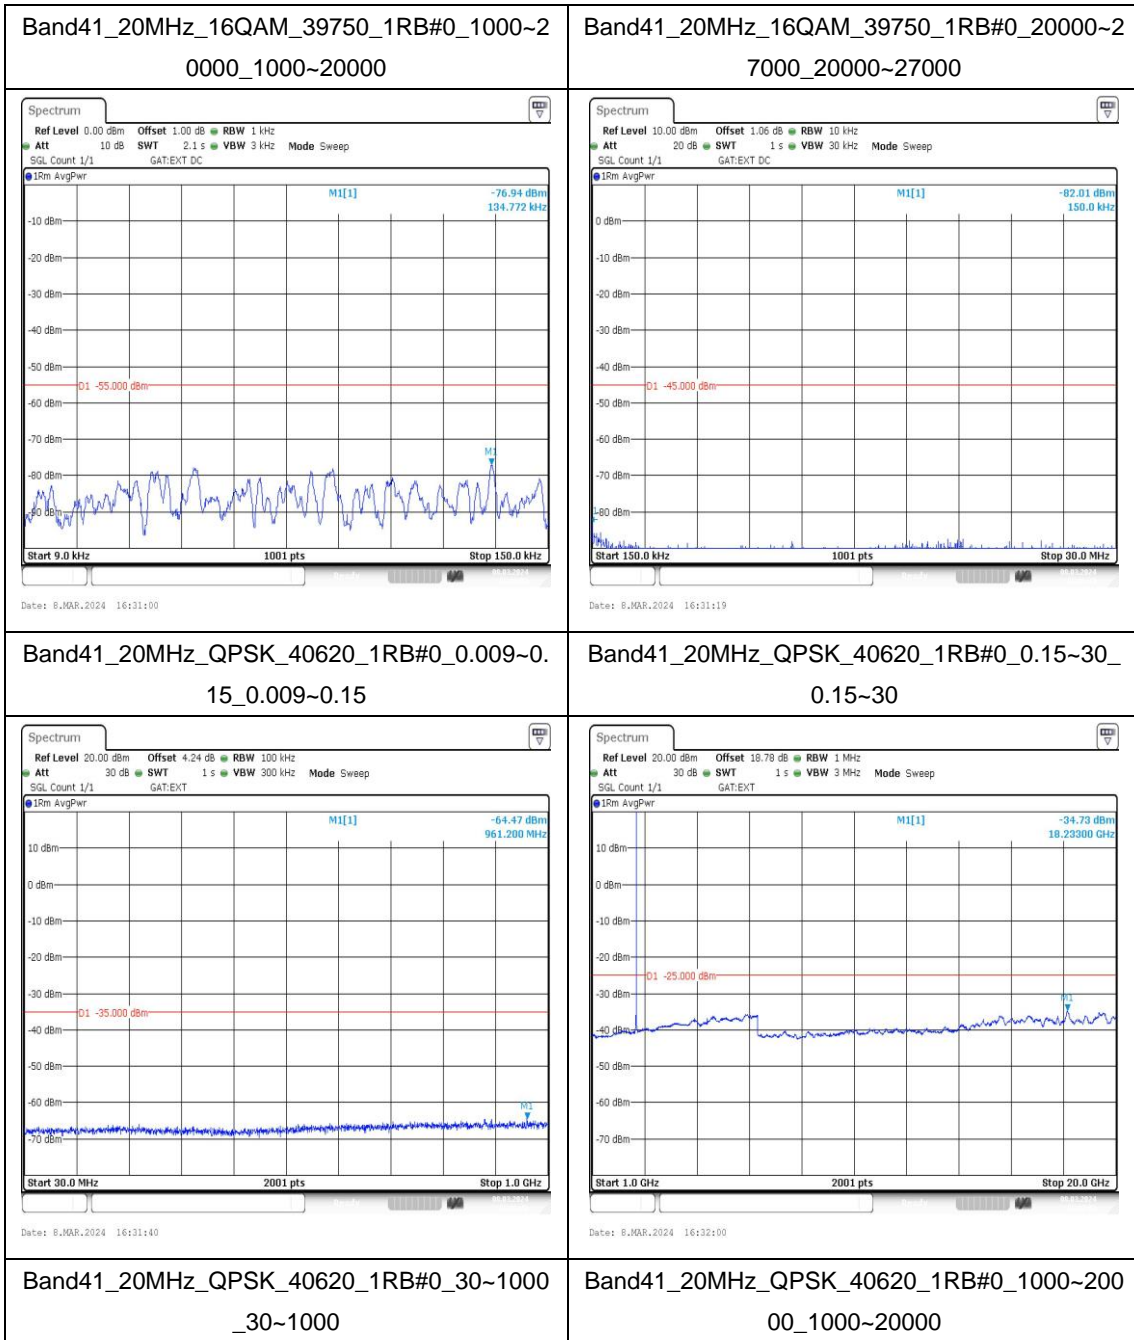 Band41_20MHz_16QAM_39750_1RB#0_1000~2
0000_1000~20000
Band41_20MHz_16QAM_39750_1RB#0_20000~2
7000_20000~27000
Spectrum
Ref Level 0.00 dBm Offset 1.00 dB RBW 1 kHz
Att 10 dB SWT 2.1 s VBW 3 kHz Mode Sweep
SGL Count 1/1 GAT:EXT DC
1Rm AvgPwr
M1[1] -76.94 dBm
134.772 kHz
-10 dBm
-20 dBm
-30 dBm
-40 dBm
-50 dBm
D1 -55.000 dBm
-60 dBm
-70 dBm
M1
-80 dBm
-90 dBm
Start 9.0 kHz 1001 pts Stop 150.0 kHz
Date: 8.MAR.2024 16:31:00
Spectrum
Ref Level 10.00 dBm Offset 1.06 dB RBW 10 kHz
Att 20 dB SWT 1 s VBW 30 kHz Mode Sweep
SGL Count 1/1 GAT:EXT DC
1Rm AvgPwr
M1[1] -82.01 dBm
150.0 kHz
0 dBm
-10 dBm
-20 dBm
-30 dBm
-40 dBm
D1 -45.000 dBm
-50 dBm
-60 dBm
-70 dBm
-80 dBm
Start 150.0 kHz 1001 pts Stop 30.0 MHz
Date: 8.MAR.2024 16:31:19
Band41_20MHz_QPSK_40620_1RB#0_0.009~0.
15_0.009~0.15
Band41_20MHz_QPSK_40620_1RB#0_0.15~30_
0.15~30
Spectrum
Ref Level 20.00 dBm Offset 4.24 dB RBW 100 kHz
Att 30 dB SWT 1 s VBW 300 kHz Mode Sweep
SGL Count 1/1 GAT:EXT
1Rm AvgPwr
M1[1] -64.47 dBm
961.200 MHz
10 dBm
0 dBm
-10 dBm
-20 dBm
-30 dBm
D1 -35.000 dBm
-40 dBm
-50 dBm
-60 dBm
M1
-70 dBm
Start 30.0 MHz 2001 pts Stop 1.0 GHz
Date: 8.MAR.2024 16:31:40
Spectrum
Ref Level 20.00 dBm Offset 18.78 dB RBW 1 MHz
Att 30 dB SWT 1 s VBW 3 MHz Mode Sweep
SGL Count 1/1 GAT:EXT
1Rm AvgPwr
M1[1] -34.73 dBm
18.23300 GHz
10 dBm
0 dBm
-10 dBm
-20 dBm
D1 -25.000 dBm
-30 dBm
M1
-40 dBm
-50 dBm
-60 dBm
-70 dBm
Start 1.0 GHz 2001 pts Stop 20.0 GHz
Date: 8.MAR.2024 16:32:00
Band41_20MHz_QPSK_40620_1RB#0_30~1000
_30~1000
Band41_20MHz_QPSK_40620_1RB#0_1000~200
00_1000~20000